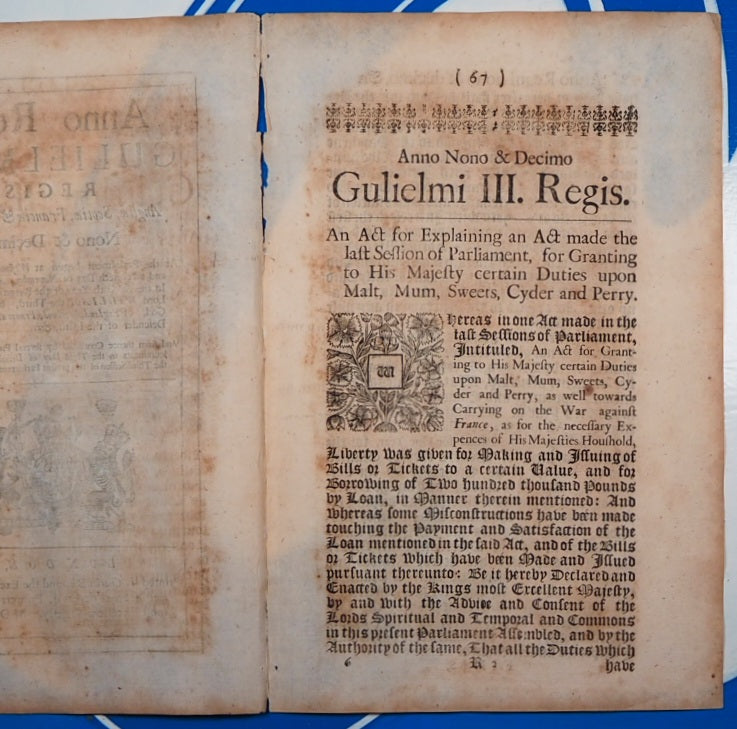 ( 67 )
Anno Nono & Decimo
Gulielmi III. Regis.
An Act for Explaining an Act made the
laſt Seſſion of Parliament, for Granting
to His Majeſty certain Duties upon
Malt, Mum, Sweets, Cyder and Perry.
Whereas in one Act made in the
laſt Seſſions of Parliament,
Intituled, An Act for Grant-
ing to His Majeſty certain Duties
upon Malt, Mum, Sweets, Cy-
der and Perry, as well towards
Carrying on the War againſt
France, as for the neceſſary Ex-
pences of His Majeſties Houſhold,
Liberty was given for Making and Iſſuing of
Bills or Tickets to a certain Value, and for
Borrowing of Two hundred thouſand Pounds
by Loan, in Manner therein mentioned: And
whereas ſome Miſconſtructions have been made
touching the Payment and Satisfaction of the
Loan mentioned in the ſaid Act, and of the Bills
or Tickets which have been Made and Iſſued
purſuant thereunto: Be it hereby Declared and
Enacted by the Kings moſt Excellent Majeſty,
by and with the Advice and Conſent of the
Lords Spiritual and Temporal and Commons
in this preſent Parliament Aſſembled, and by the
Authority of the ſame, That all the Duties which
6 R 2 have